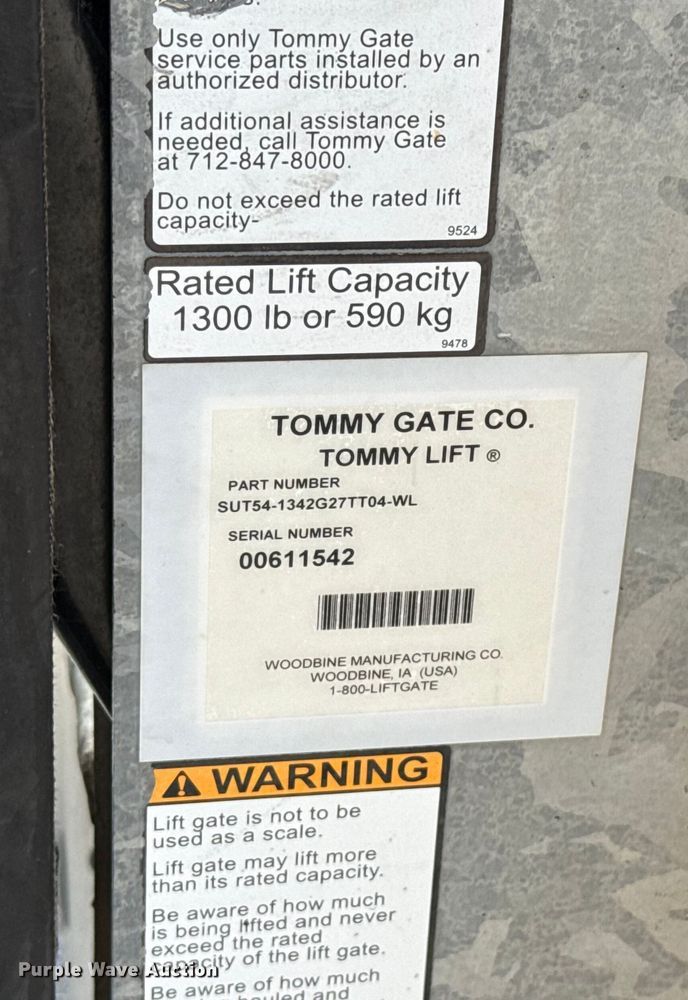 Use only Tommy Gate
service parts installed by an
authorized distributor.
If additional assistance is
needed, call Tommy Gate
at 712-847-8000.
Do not exceed the rated lift
capacity-
9524
Rated Lift Capacity
1300 lb or 590 kg
9478
TOMMY GATE CO.
TOMMY LIFT ®
PART NUMBER
SUT54-1342G27TT04-WL
SERIAL NUMBER
00611542
WOODBINE MANUFACTURING CO.
WOODBINE, IA (USA)
1-800-LIFTGATE
WARNING
Lift gate is not to be
used as a scale.
Lift gate may lift more
than its rated capacity.
Be aware of how much
is being lifted and never
exceed the rated
capacity of the lift gate.
Purple Wave Auction
Be aware of how much
hauled and